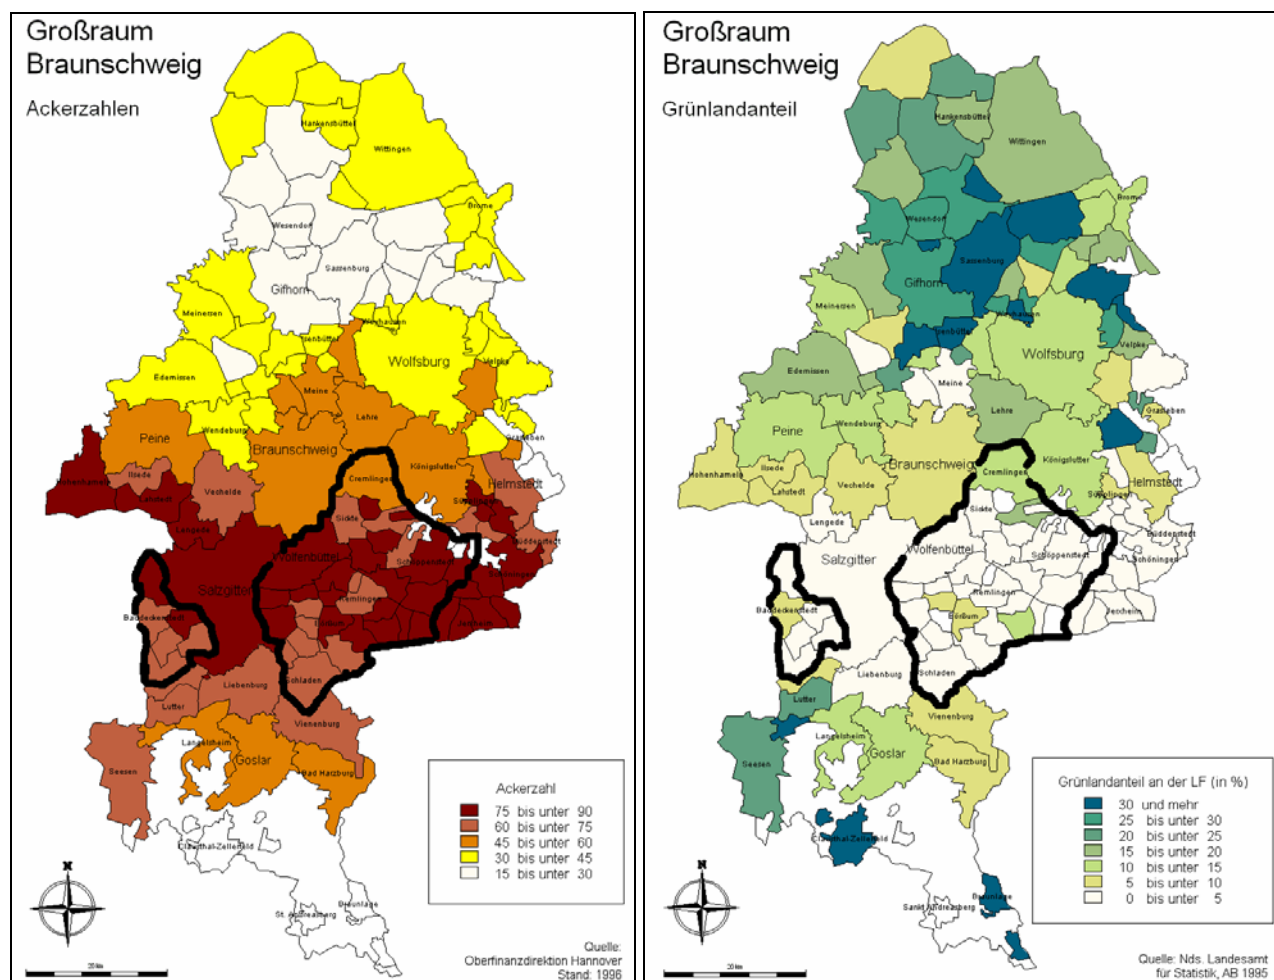 Großraum
Braunschweig
Ackerzahlen
Hankensbüttel
Wittingen
Brome
Wesendorf
Sassenburg
Gifhorn
Meinersen
Weyhausen
Isenbüttel
Wolfsburg
Velpke
Edemissen
Meine
Lehre
Peine
Wendeburg
Braunschweig
Grasleben
Königslutter
Cremlingen
Hohenhameln
Ilsede
Lahstedt
Vechelde
Helmstedt
Süpplingen
Lengede
Sickte
Büddenstedt
Wolfenbüttel
Schöppenstedt
Schöningen
Salzgitter
Remlingen
Baddeckenstedt
Börßum
Jerxheim
Schladen
Liebenburg
Lutter
Vienenburg
Langelsheim
Goslar
Seesen
Bad Harzburg
Clausthal-Zellerfeld
Braunlage
St. Andreasberg
Ackerzahl
75 bis unter 90
60 bis unter 75
45 bis unter 60
30 bis unter 45
15 bis unter 30
N
20 km
Quelle:
Oberfinanzdirektion Hannover
Stand: 1996
Großraum
Braunschweig
Grünlandanteil
Hankensbüttel
Wittingen
Brome
Wesendorf
Sassenburg
Gifhorn
Meinersen
Weyhausen
Isenbüttel
Wolfsburg
Velpke
Edemissen
Meine
Lehre
Grasleben
Peine
Wendeburg
Braunschweig
Königslutter
Cremlingen
Ilsede
Hohenhameln
Lahstedt
Vechelde
Helmstedt
Süpplingen
Lengede
Sickte
Büddenstedt
Wolfenbüttel
Schöppenstedt
Schöningen
Salzgitter
Remlingen
Baddeckenstedt
Börßum
Jerxheim
Schladen
Liebenburg
Lutter
Vienenburg
Langelsheim
Goslar
Seesen
Bad Harzburg
Clausthal-Zellerfeld
Braunlage
Sankt Andreasberg
Grünlandanteil an der LF (in %)
30 und mehr
25 bis unter 30
20 bis unter 25
15 bis unter 20
10 bis unter 15
5 bis unter 10
0 bis unter 5
N
20 km
Quelle: Nds. Landesamt
für Statistik, AB 1995